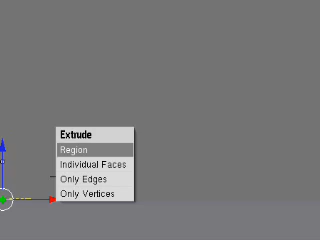 Extrude
Region
Individual Faces
Only Edges
Only Vertices